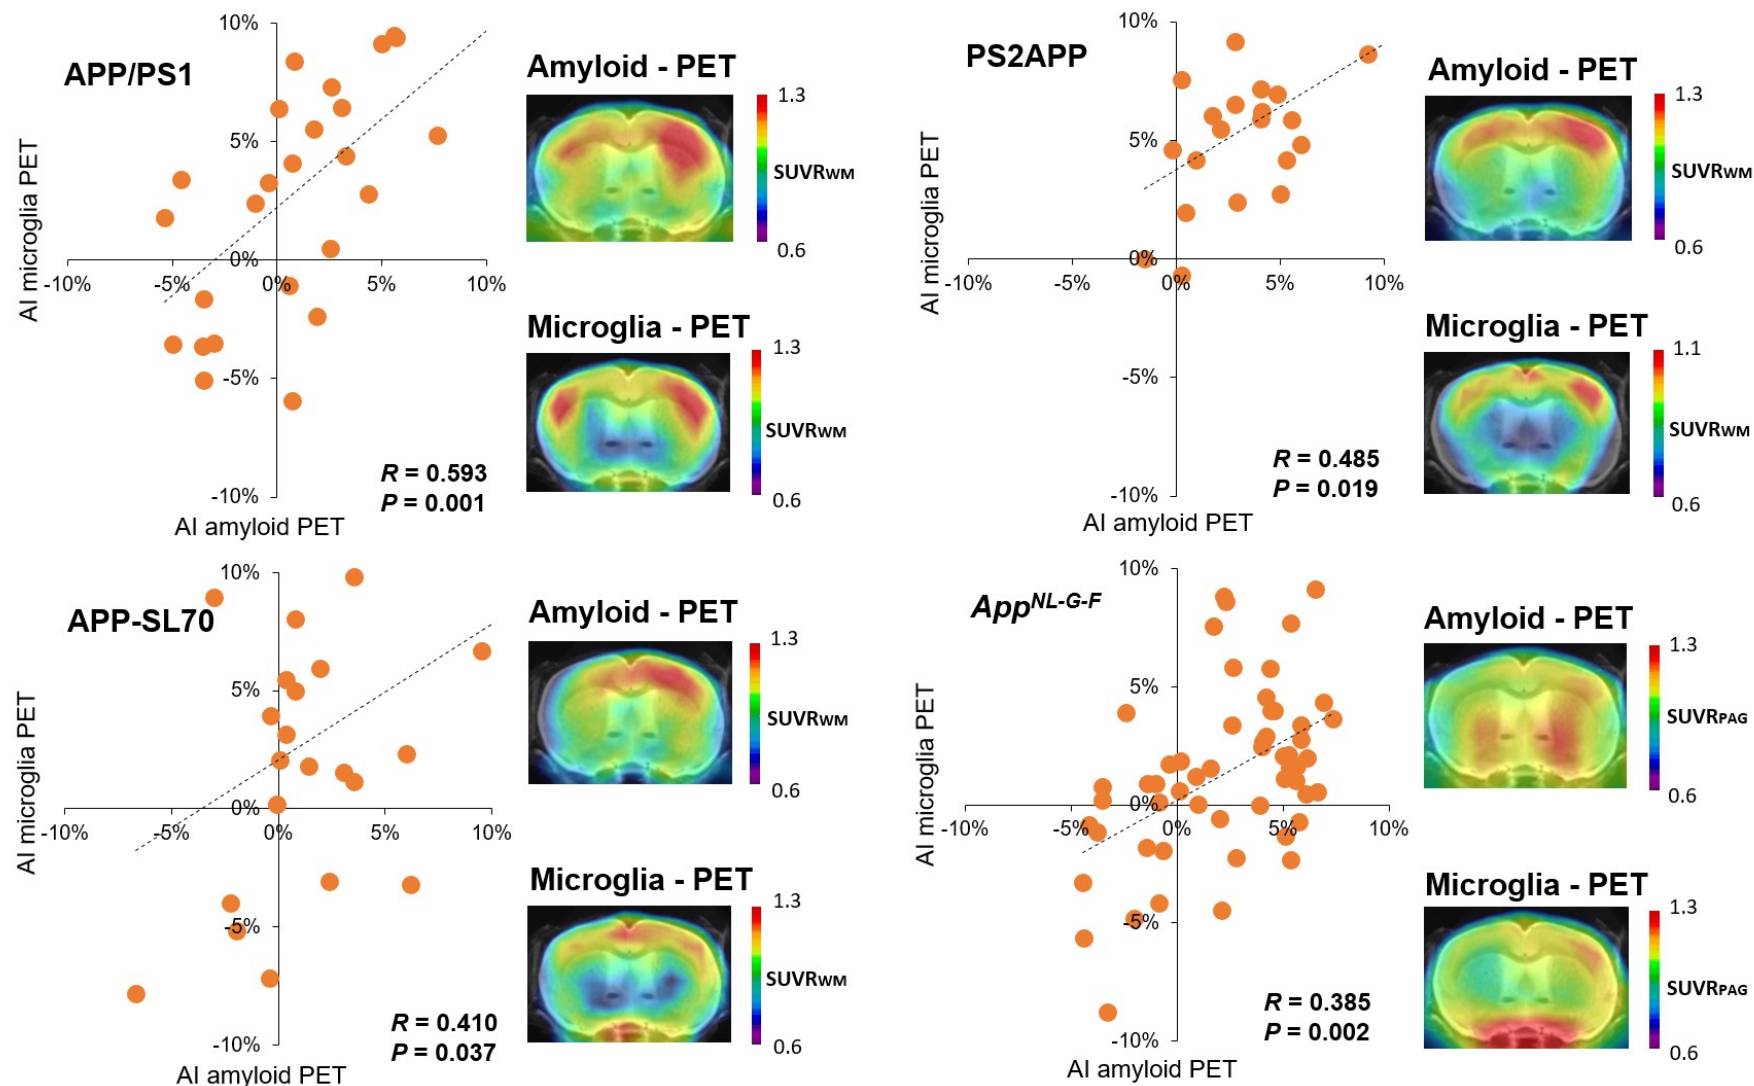 APP/PS1
10%
5%
0%
-5%
-10%
-10%
-5%
0%
5%
10%
AI microglia PET
AI amyloid PET
R = 0.593
P = 0.001
Amyloid - PET
1.3
SUVRWM
0.6
Microglia - PET
1.3
SUVRWM
0.6
PS2APP
10%
5%
0%
-5%
-10%
-10%
-5%
0%
5%
10%
AI microglia PET
AI amyloid PET
R = 0.485
P = 0.019
Amyloid - PET
1.3
SUVRWM
0.6
Microglia - PET
1.1
SUVRWM
0.6
APP-SL70
10%
5%
0%
-5%
-10%
-10%
-5%
0%
5%
10%
AI microglia PET
AI amyloid PET
R = 0.410
P = 0.037
Amyloid - PET
1.3
SUVRWM
0.6
Microglia - PET
1.3
SUVRWM
0.6
AppNL-G-F
10%
5%
0%
-5%
-10%
-10%
-5%
0%
5%
10%
AI microglia PET
AI amyloid PET
R = 0.385
P = 0.002
Amyloid - PET
1.3
SUVRPAG
0.6
Microglia - PET
1.3
SUVRPAG
0.6